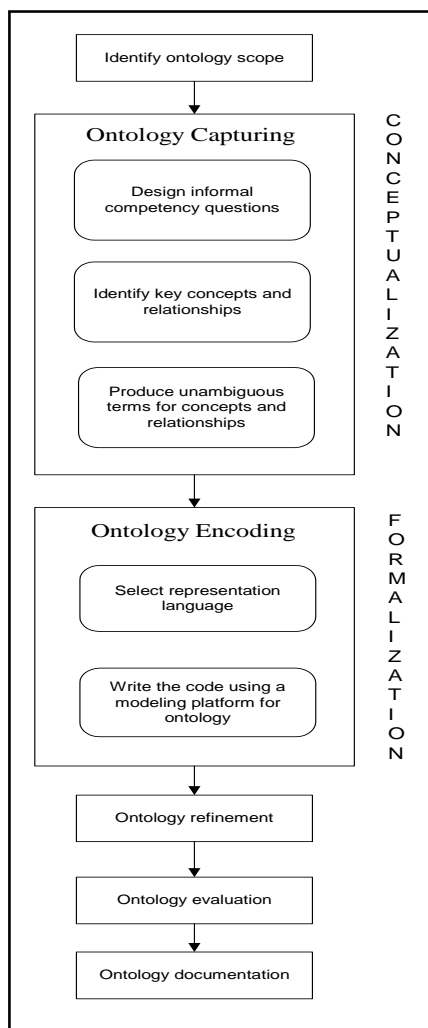 Identify ontology scope
Ontology Capturing
Design informal
competency questions
Identify key concepts and
relationships
Produce unambiguous
terms for concepts and
relationships
CONCEPTUALIZATION
Ontology Encoding
Select representation
language
Write the code using a
modeling platform for
ontology
FORMALIZATION
Ontology refinement
Ontology evaluation
Ontology documentation